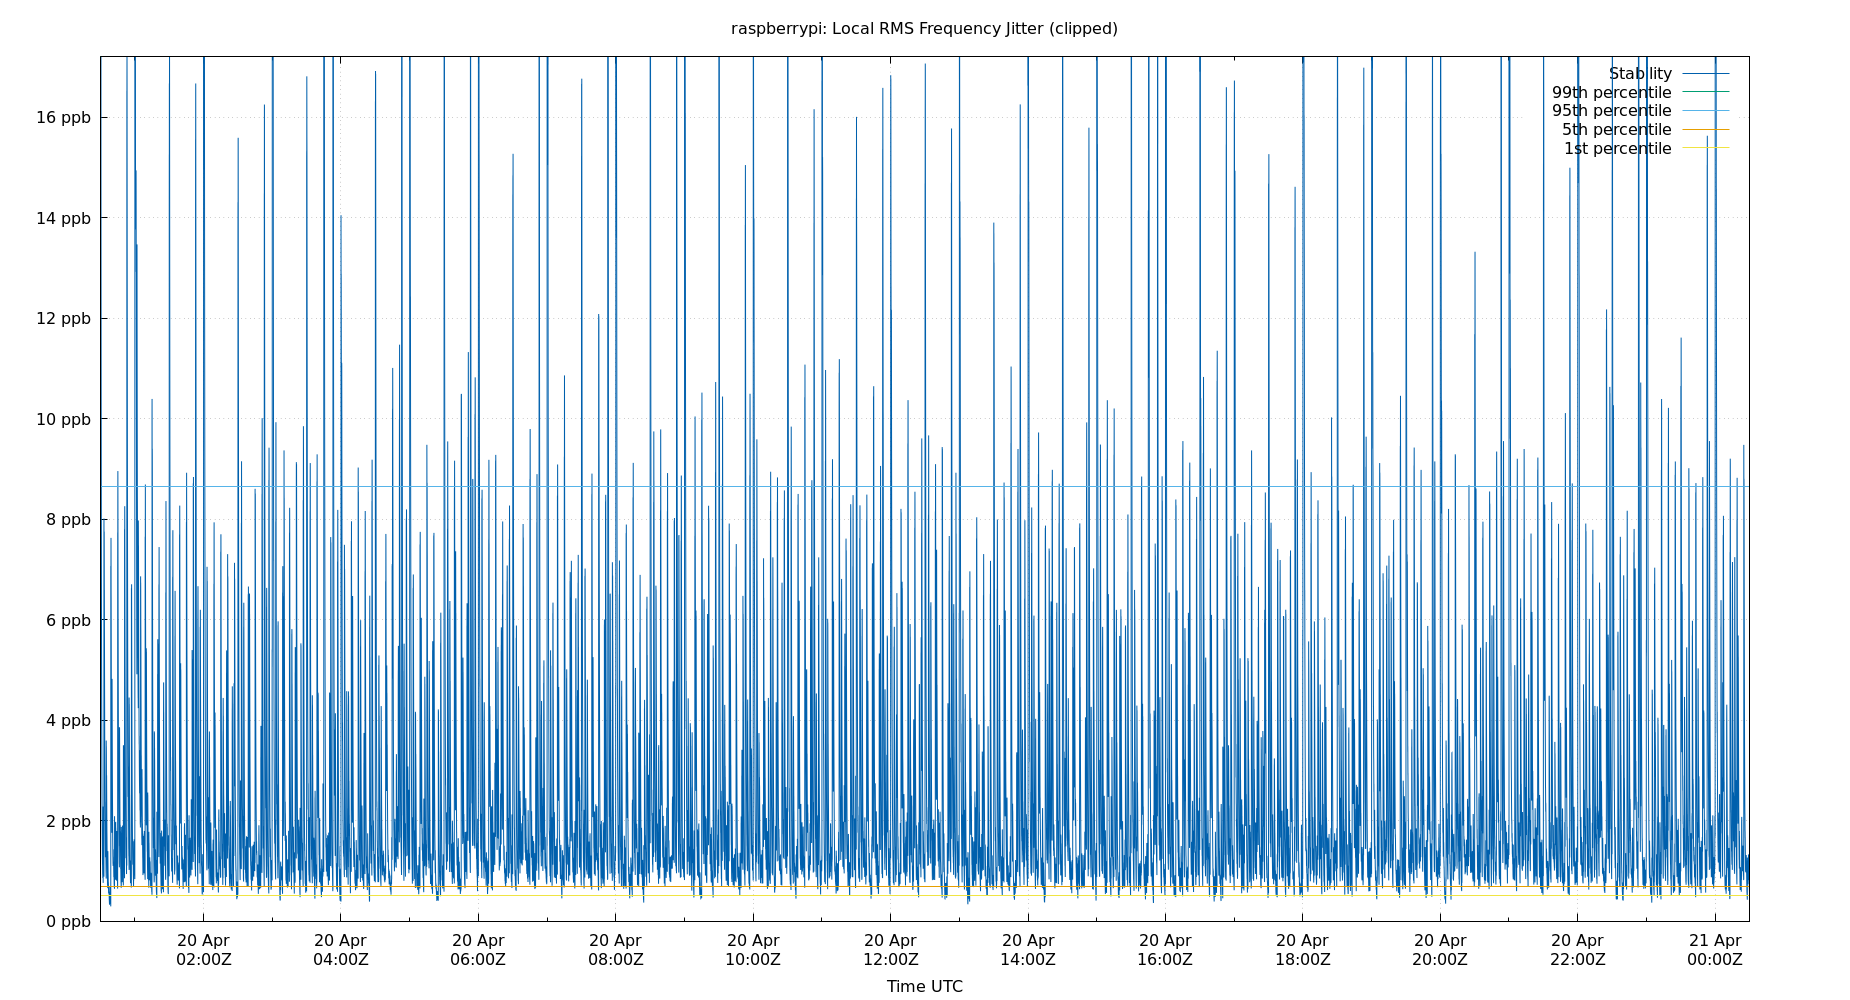 raspberrypi: Local RMS Frequency Jitter (clipped)
Stability
99th percentile
95th percentile
5th percentile
1st percentile
16 ppb
14 ppb
12 ppb
10 ppb
8 ppb
6 ppb
4 ppb
2 ppb
0 ppb
20 Apr 20 Apr 20 Apr 20 Apr 20 Apr 20 Apr 20 Apr 20 Apr 20 Apr 20 Apr 20 Apr 21 Apr
02:00Z 04:00Z 06:00Z 08:00Z 10:00Z 12:00Z 14:00Z 16:00Z 18:00Z 20:00Z 22:00Z 00:00Z
Time UTC